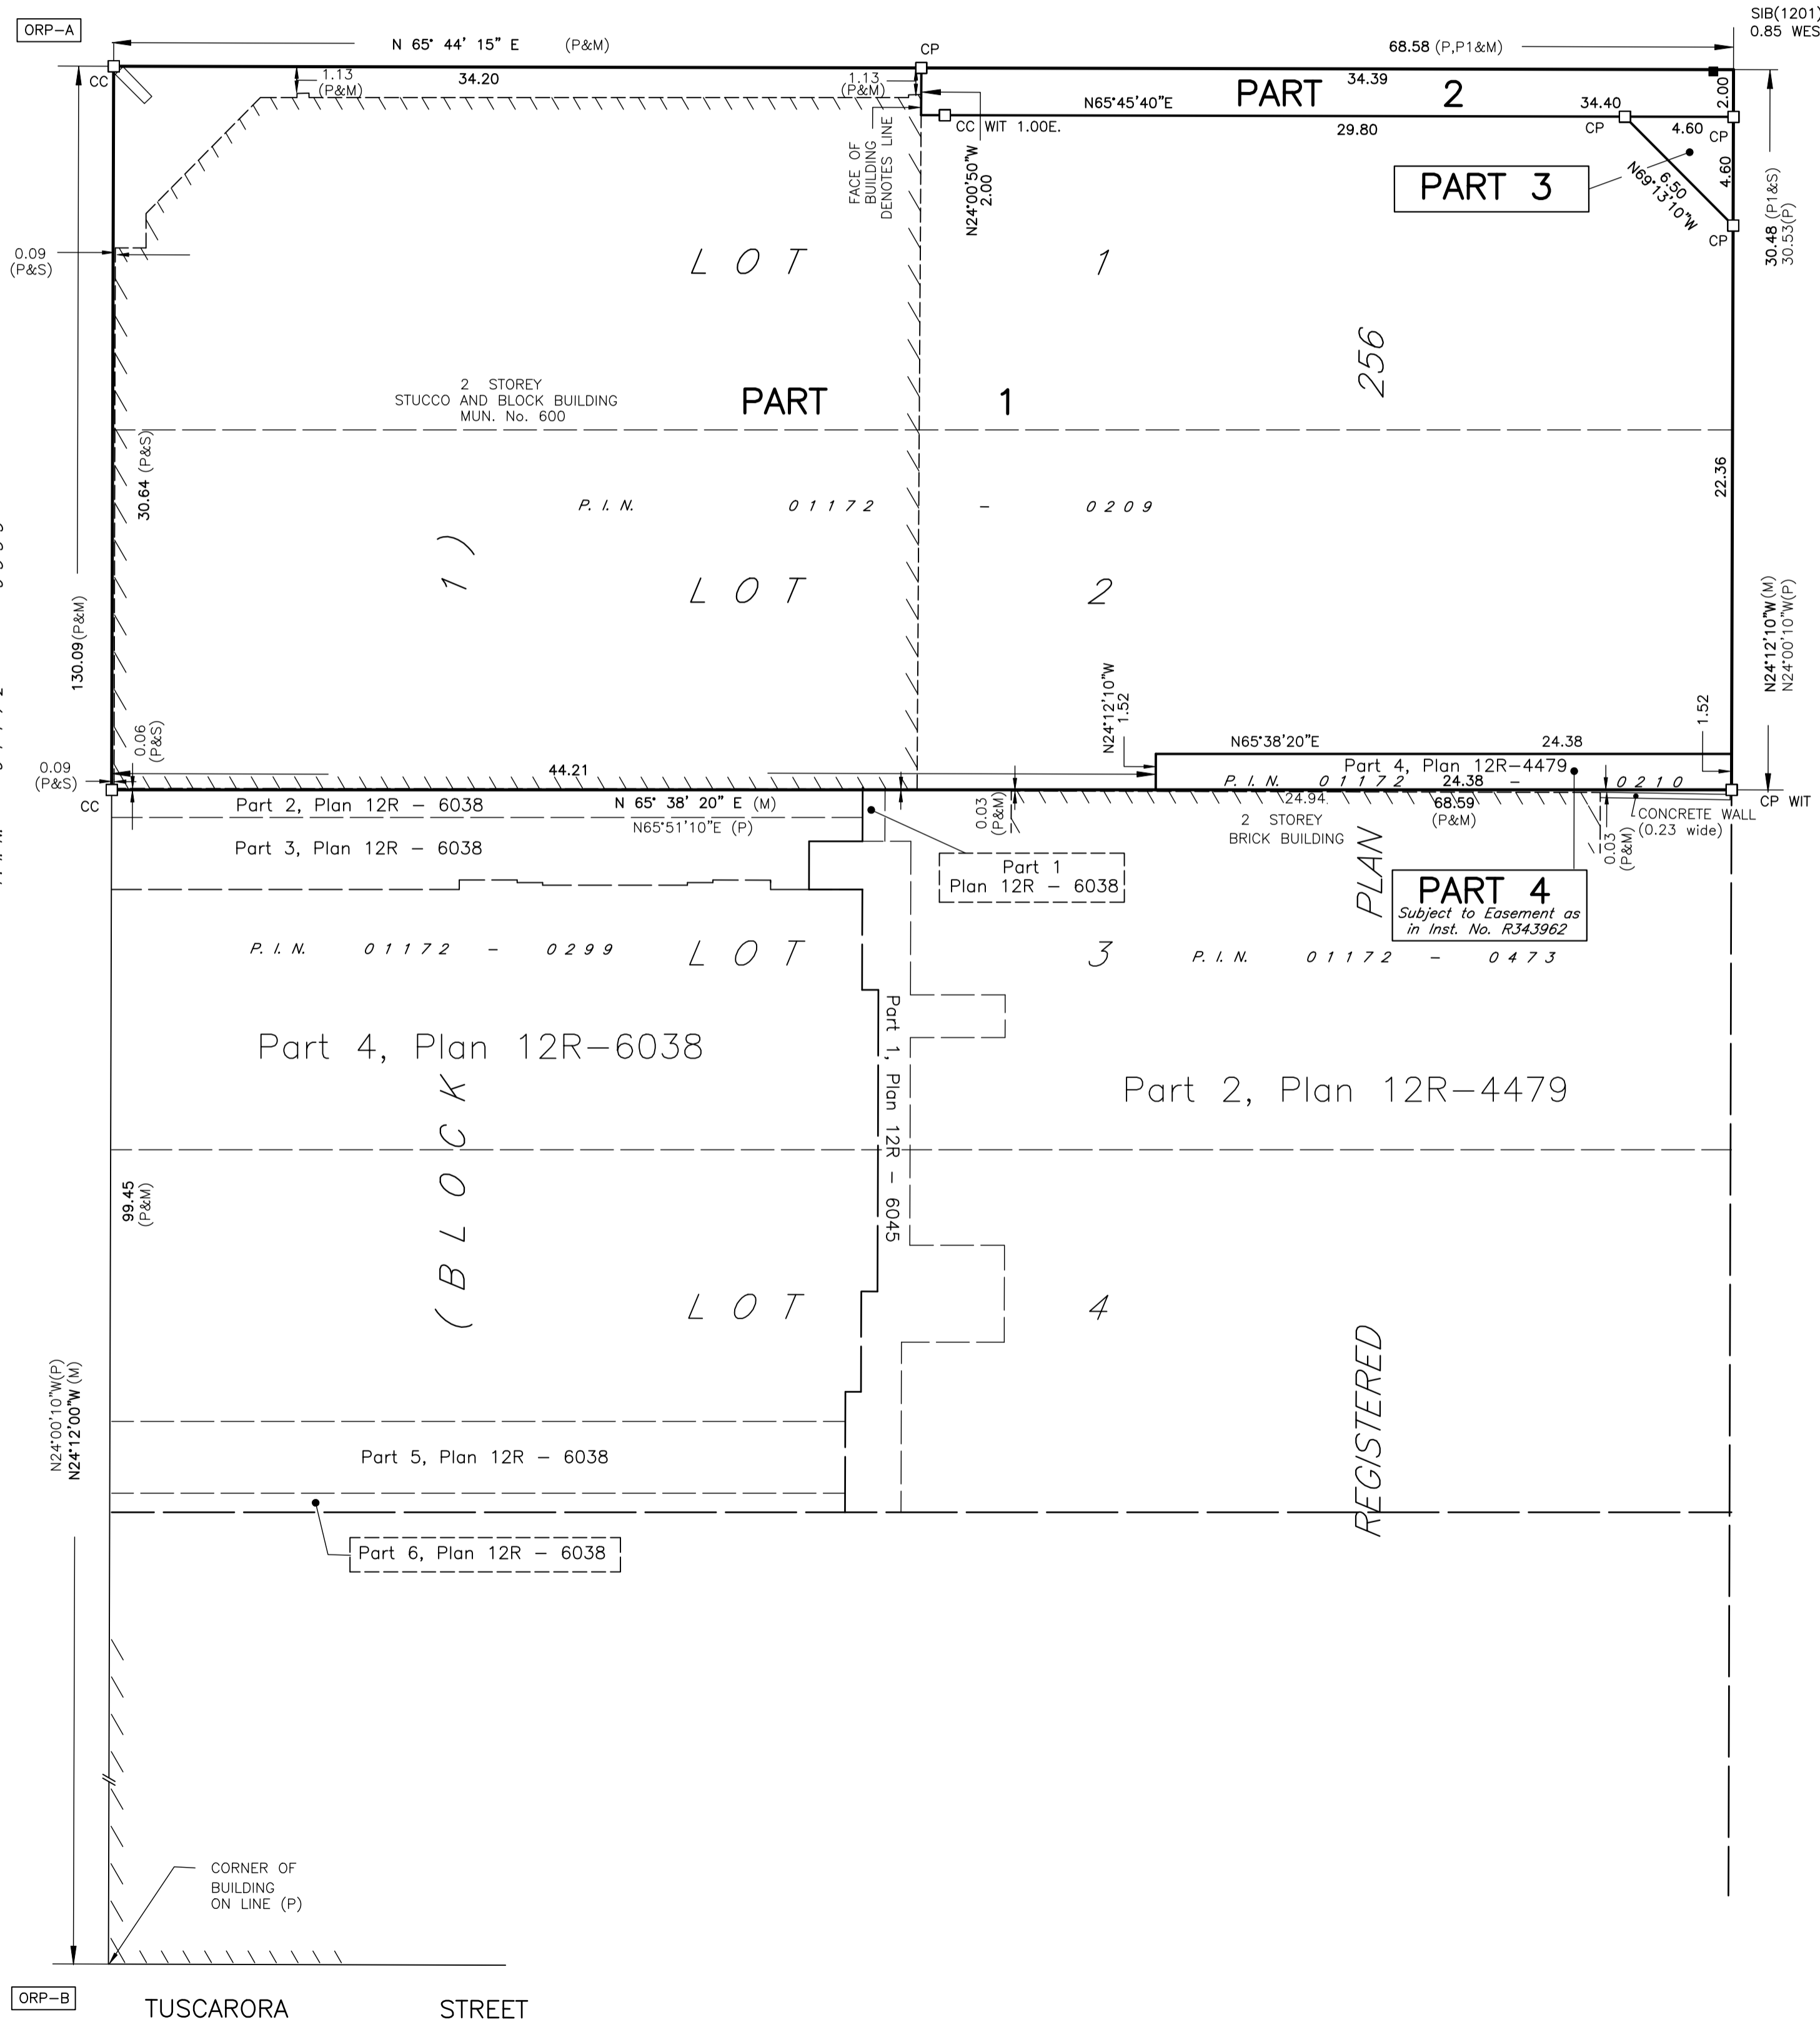 ORP-A
SIB(1201)
0.85 WES
N 65° 44' 15" E (P&M)
CP
68.58 (P,P1&M)
CC
1.13
(P&M)
34.20
1.13
(P&M)
34.39
PART 2
2.00
N65°45'40"E
34.40
CC WIT 1.00E.
29.80
CP
4.60
CP
FACE OF
BUILDING
DENOTES LINE
N24°00'50"W
2.00
PART 3
6.50
N69°13'10"W
4.60
CP
30.48 (P1&S)
30.53(P)
0.09
(P&S)
LOT 1
256
2 STOREY
STUCCO AND BLOCK BUILDING
MUN. No. 600
PART 1
30.64 (P&S)
22.36
P. I. N. 01172 - 0209
1 )
LOT 2
130.09(P&M)
N24°12'10"W (M)
N24°00'10"W(P)
N24°12'10"W
1.52
1.52
0.06
(P&S)
0.09
(P&S)
44.21
N65°38'20"E
24.38
Part 4, Plan 12R-4479
P. I. N. 01172 - 0210
24.38
CC
Part 2, Plan 12R - 6038
N 65° 38' 20" E (M)
N65°51'10"E (P)
0.03
(P&M)
24.94
68.59
(P&M)
CP WIT
CONCRETE WALL
(0.23 wide)
2 STOREY
BRICK BUILDING
0.03
(P&M)
Part 3, Plan 12R - 6038
Part 1
Plan 12R - 6038
PLAN
PART 4
Subject to Easement as
in Inst. No. R343962
P. I. N. 01172 - 0299
LOT 3
P. I. N. 01172 - 0473
Part 4, Plan 12R-6038
Part 1, Plan 12R - 6045
Part 2, Plan 12R-4479
(BLOCK
99.45
(P&M)
LOT 4
REGISTERED
N24°00'10"W(P)
N24°12'00"W (M)
Part 5, Plan 12R - 6038
Part 6, Plan 12R - 6038
CORNER OF
BUILDING
ON LINE (P)
ORP-B
TUSCARORA STREET